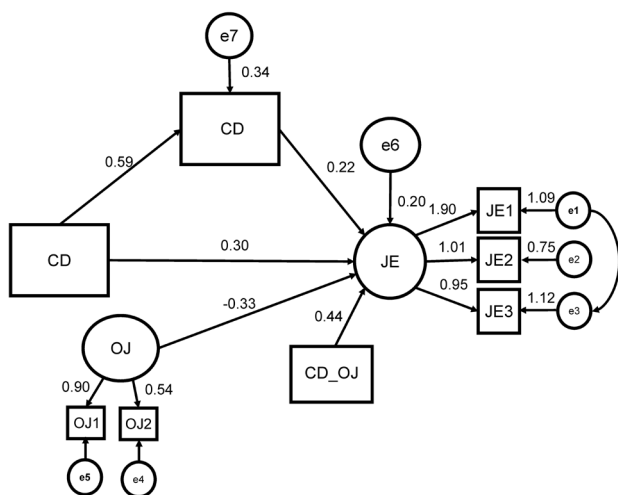 e7
0.34
CD
e6
0.59
0.22
0.20
1.90
JE1
1.09
e1
CD
0.30
JE
1.01
JE2
0.75
e2
-0.33
0.95
JE3
1.12
e3
0.44
OJ
CD_OJ
0.90
0.54
OJ1
OJ2
e5
e4